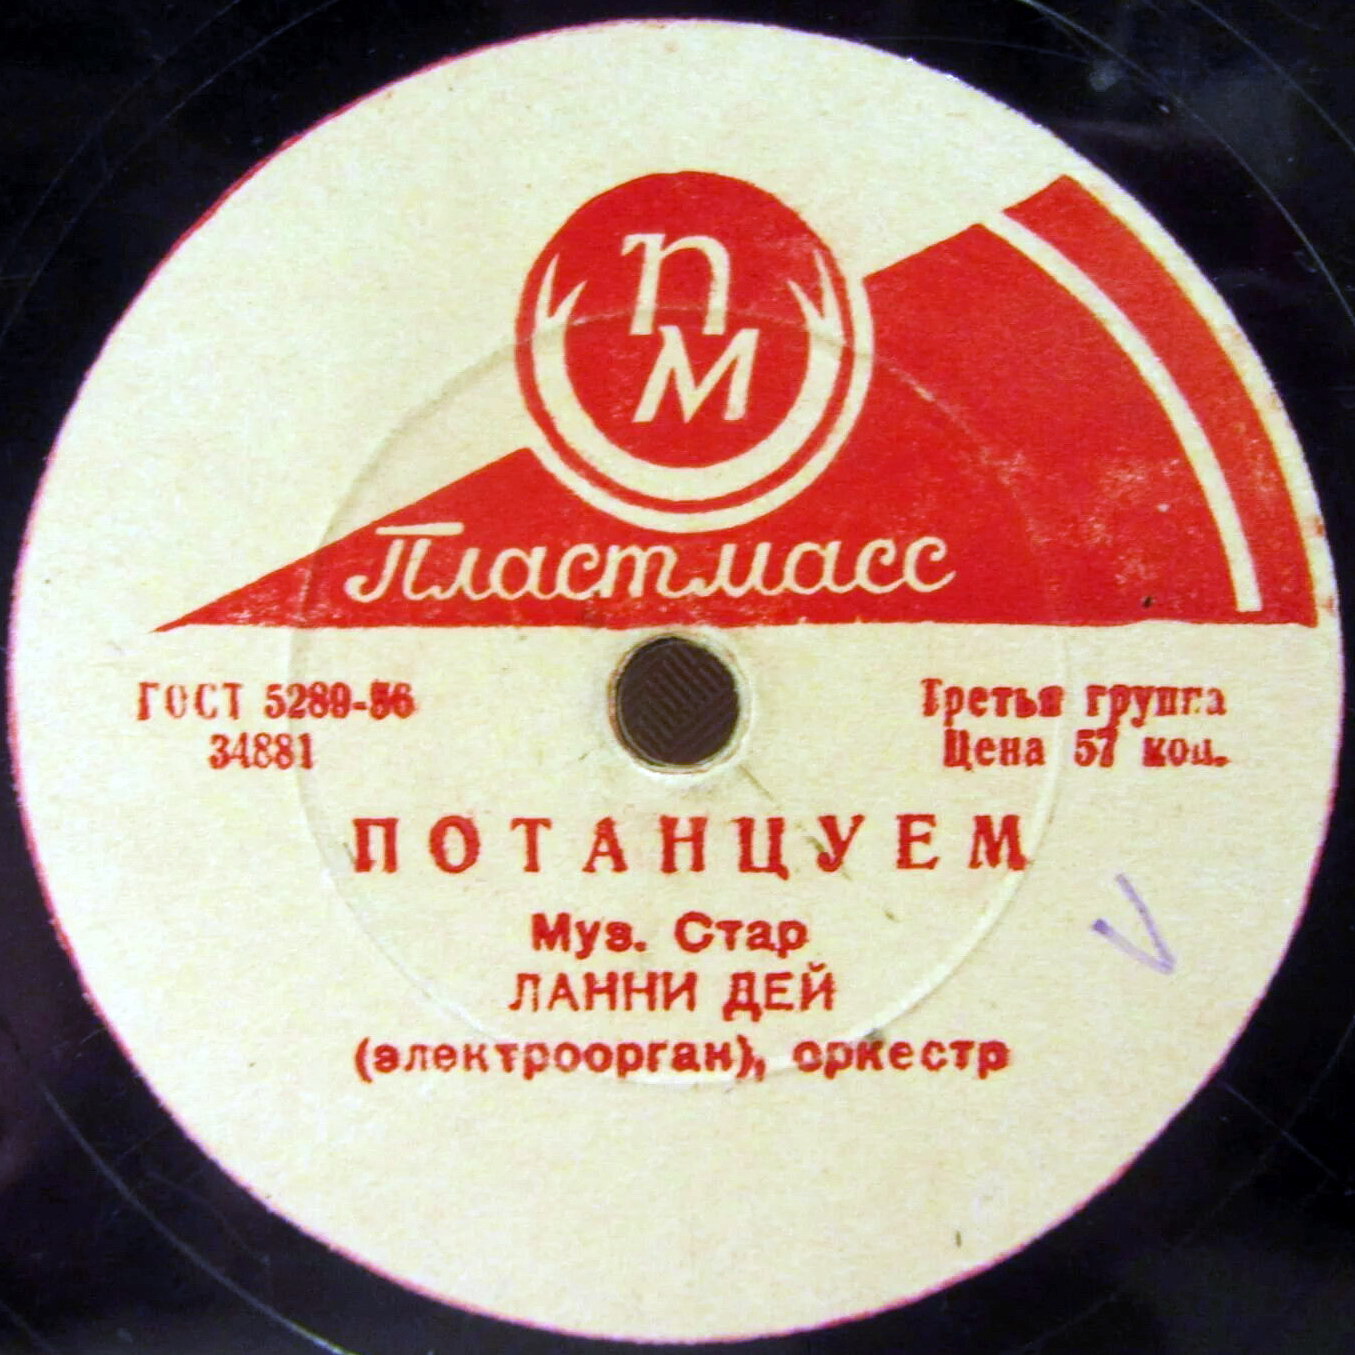 ПМ
Пластмасс
ГОСТ 5289-56
34881
Третья группа
Цена 57 коп.
ПОТАНЦУЕМ
Муз. Стар
ЛАННИ ДЕЙ
(электроорган), оркестр